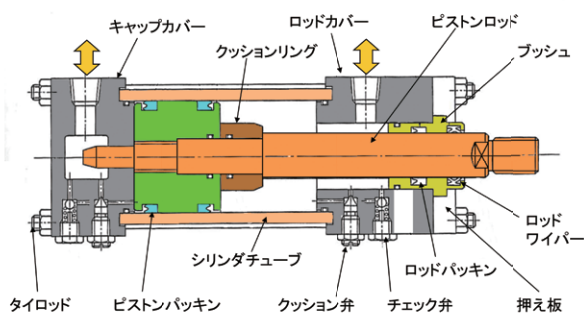 キャップカバー
ロッドカバー
ピストンロッド
クッションリング
ブッシュ
タイロッド
ピストンパッキン
シリンダチューブ
クッション弁
チェック弁
ロッドパッキン
ロッド
ワイパー
押え板